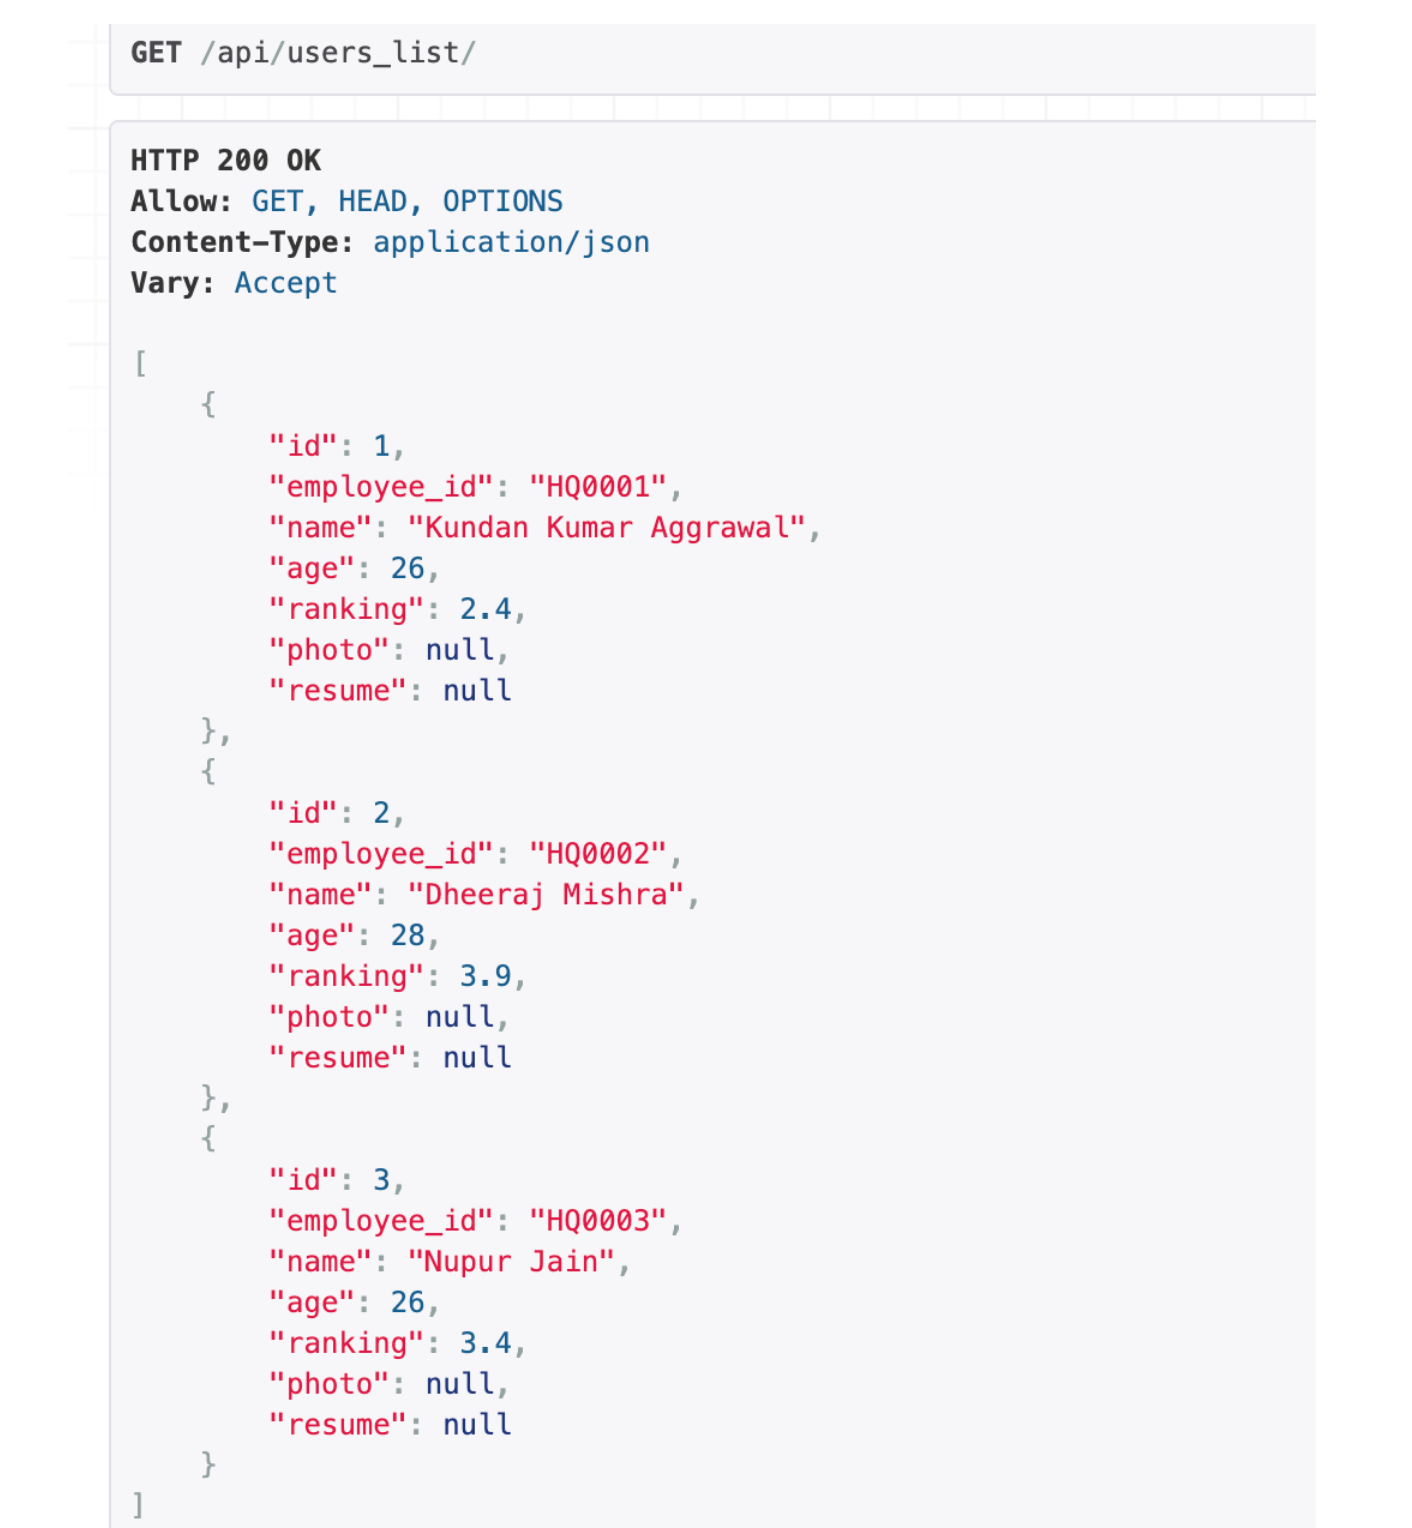 GET /api/users_list/
HTTP 200 OK
Allow: GET, HEAD, OPTIONS
Content-Type: application/json
Vary: Accept
[
    {
        "id": 1,
        "employee_id": "HQ0001",
        "name": "Kundan Kumar Aggrawal",
        "age": 26,
        "ranking": 2.4,
        "photo": null,
        "resume": null
    },
    {
        "id": 2,
        "employee_id": "HQ0002",
        "name": "Dheeraj Mishra",
        "age": 28,
        "ranking": 3.9,
        "photo": null,
        "resume": null
    },
    {
        "id": 3,
        "employee_id": "HQ0003",
        "name": "Nupur Jain",
        "age": 26,
        "ranking": 3.4,
        "photo": null,
        "resume": null
    }
]